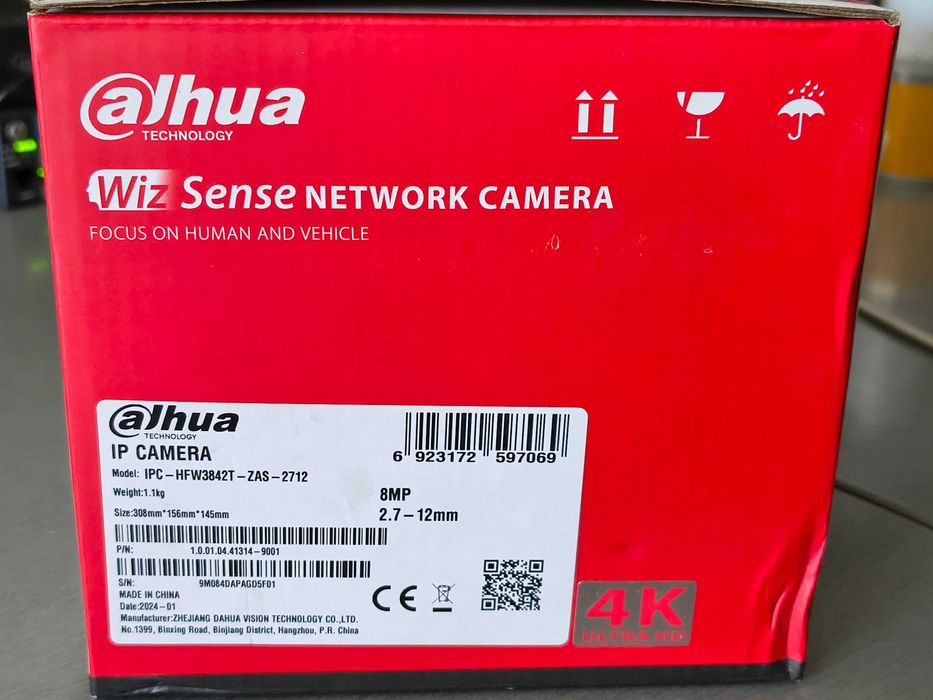 alhua
TECHNOLOGY
Wiz Sense NETWORK CAMERA
FOCUS ON HUMAN AND VEHICLE
alhua
TECHNOLOGY
IP CAMERA
6 923172 597069
Model: IPC-HFW3842T-ZAS-2712
Weight:1.1kg
8MP
Size:308mm*156mm*145mm
2.7-12mm
P/N: 1.0.01.04.41314-9001
S/N: 9M084DAPAGD5F01
MADE IN CHINA
Date:2024-01
Manufacturer:ZHEJIANG DAHUA VISION TECHNOLOGY CO.,LTD.
No.1399, Binxing Road, Binjiang District, Hangzhou, P.R. China
CE
4K
ULTRA HD